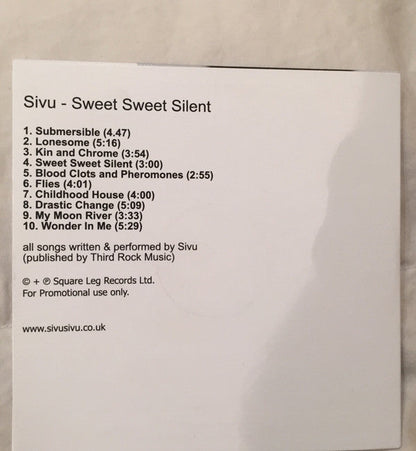 Sivu - Sweet Sweet Silent
1. Submersible (4.47)
2. Lonesome (5:16)
3. Kin and Chrome (3:54)
4. Sweet Sweet Silent (3:00)
5. Blood Clots and Pheromones (2:55)
6. Flies (4:01)
7. Childhood House (4:00)
8. Drastic Change (5:09)
9. My Moon River (3:33)
10. Wonder In Me (5:29)
all songs written & performed by Sivu
(published by Third Rock Music)
© + ℗ Square Leg Records Ltd.
For Promotional use only.
www.sivusivu.co.uk